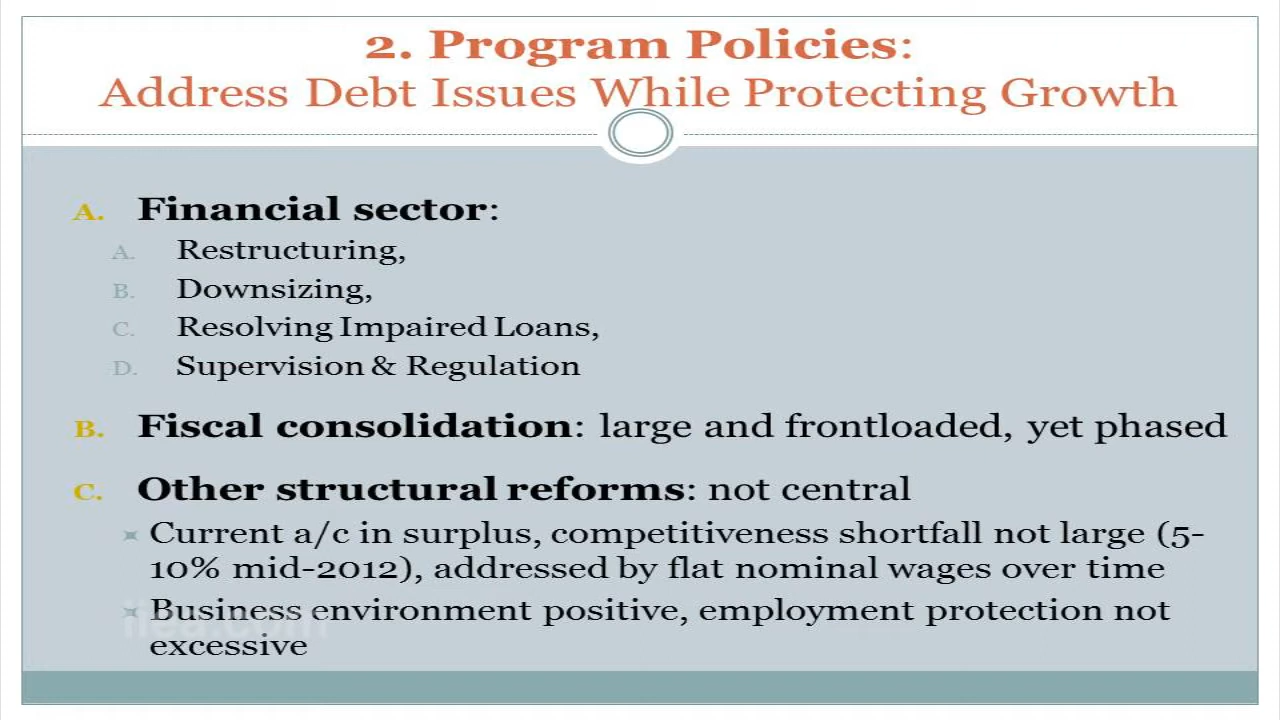 2. Program Policies:
Address Debt Issues While Protecting Growth
A. Financial sector:
A. Restructuring,
B. Downsizing,
C. Resolving Impaired Loans,
D. Supervision & Regulation
B. Fiscal consolidation: large and frontloaded, yet phased
C. Other structural reforms: not central
Current a/c in surplus, competitiveness shortfall not large (5-
10% mid-2012), addressed by flat nominal wages over time
Business environment positive, employment protection not
excessive
iiea.com